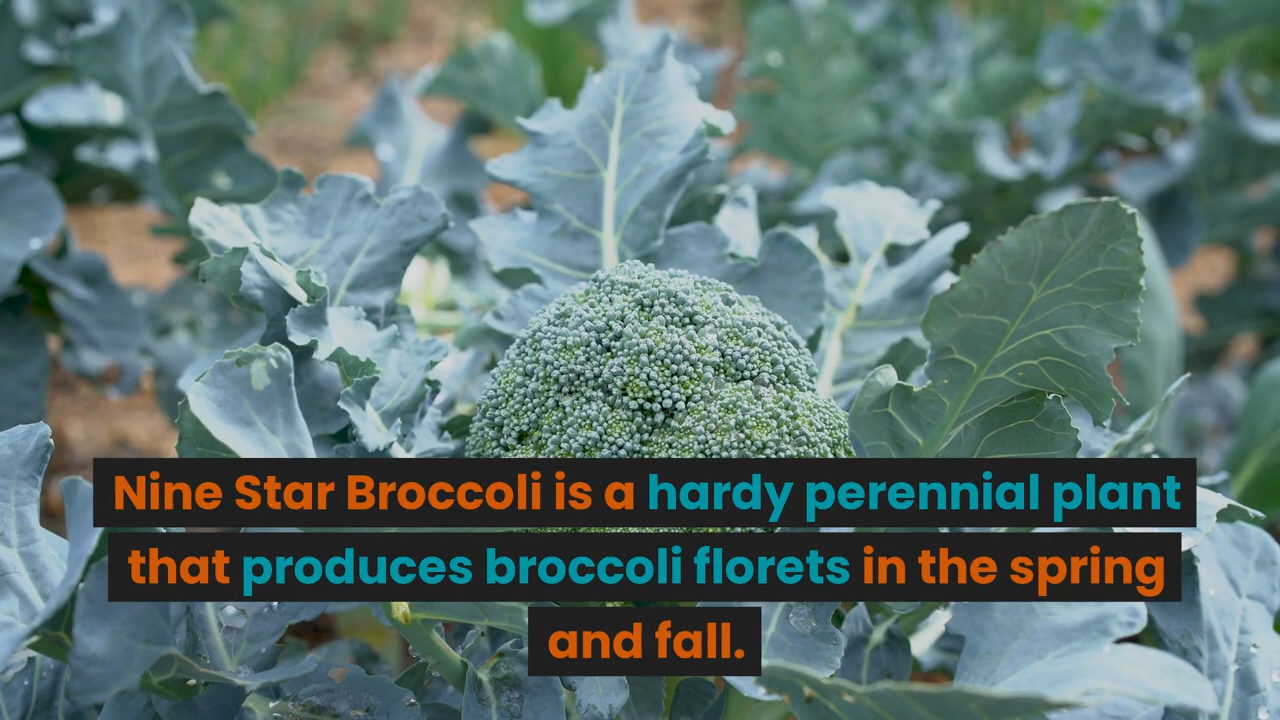 Nine Star Broccoli is a hardy perennial plant
that produces broccoli florets in the spring
and fall.